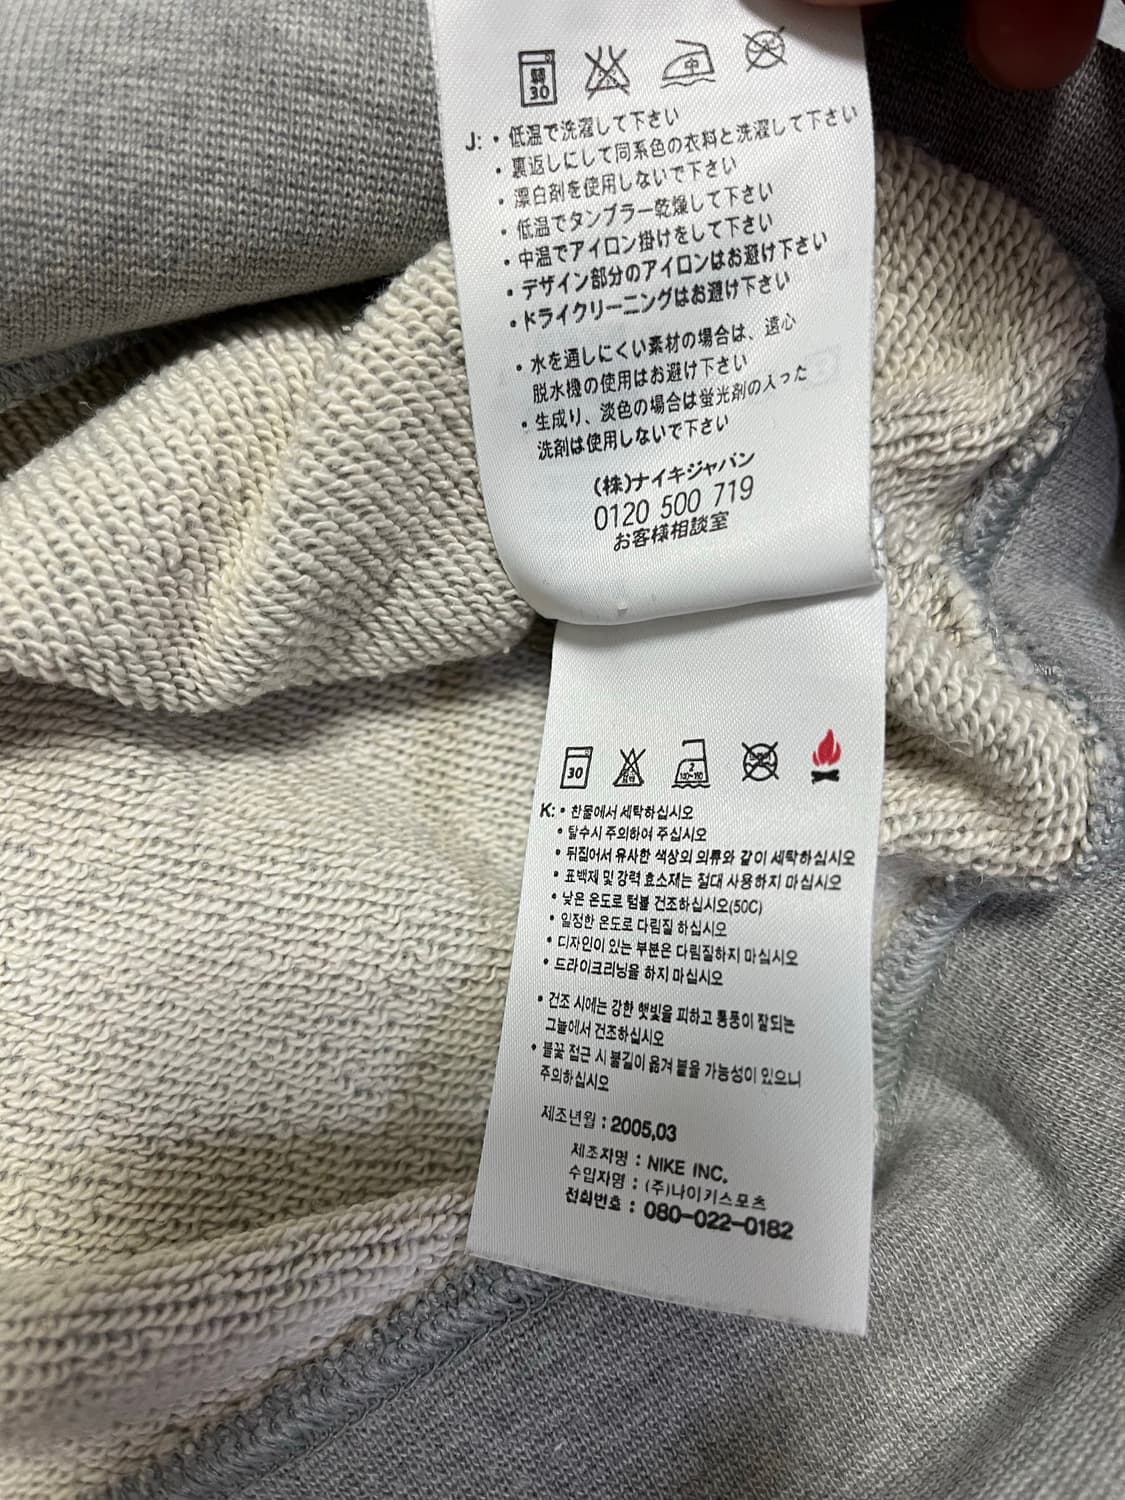 弱
30
中
J: • 低温で洗濯して下さい
• 裏返しにして同系色の衣料と洗濯して下さい
• 漂白剤を使用しないで下さい
• 低温でタンブラー乾燥して下さい
• 中温でアイロン掛けをして下さい
• デザイン部分のアイロンはお避け下さい
• ドライクリーニングはお避け下さい
• 水を通しにくい素材の場合は、遠心
脱水機の使用はお避け下さい
• 生成り、淡色の場合は蛍光剤の入った
洗剤は使用しないで下さい
(株)ナイキジャパン
0120 500 719
お客様相談室
30
2
K: • 찬물에서 세탁하십시오
• 탈수시 주의하여 주십시오
• 뒤집어서 유사한 색상의 의류와 같이 세탁하십시오
• 표백제 및 강력 효소제는 절대 사용하지 마십시오
• 낮은 온도로 텀블 건조하십시오(50C)
• 일정한 온도로 다림질 하십시오
• 디자인이 있는 부분은 다림질하지 마십시오
• 드라이크리닝을 하지 마십시오
• 건조 시에는 강한 햇빛을 피하고 통풍이 잘되는
그늘에서 건조하십시오
• 불꽃 접근 시 불길이 옮겨 붙을 가능성이 있으니
주의하십시오
제조년월 : 2005,03
제조자명 : NIKE INC.
수입자명 : (주)나이키스포츠
전화번호 : 080-022-0182